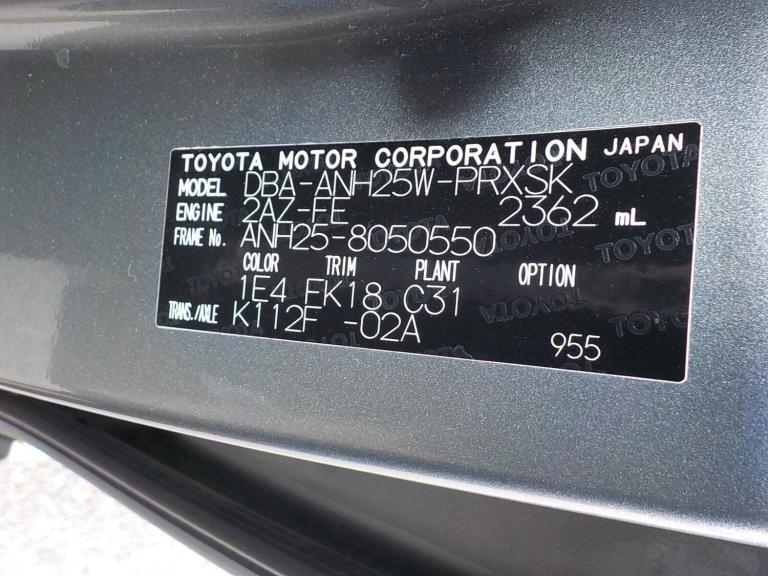 TOYOTA MOTOR CORPORATION JAPAN
MODEL DBA-ANH25W-PRXSK
ENGINE 2AZ-FE 2362 mL
FRAME No. ANH25-8050550
COLOR TRIM PLANT OPTION
1E4 FK18 C31
TRANS./AXLE K112F -02A
955